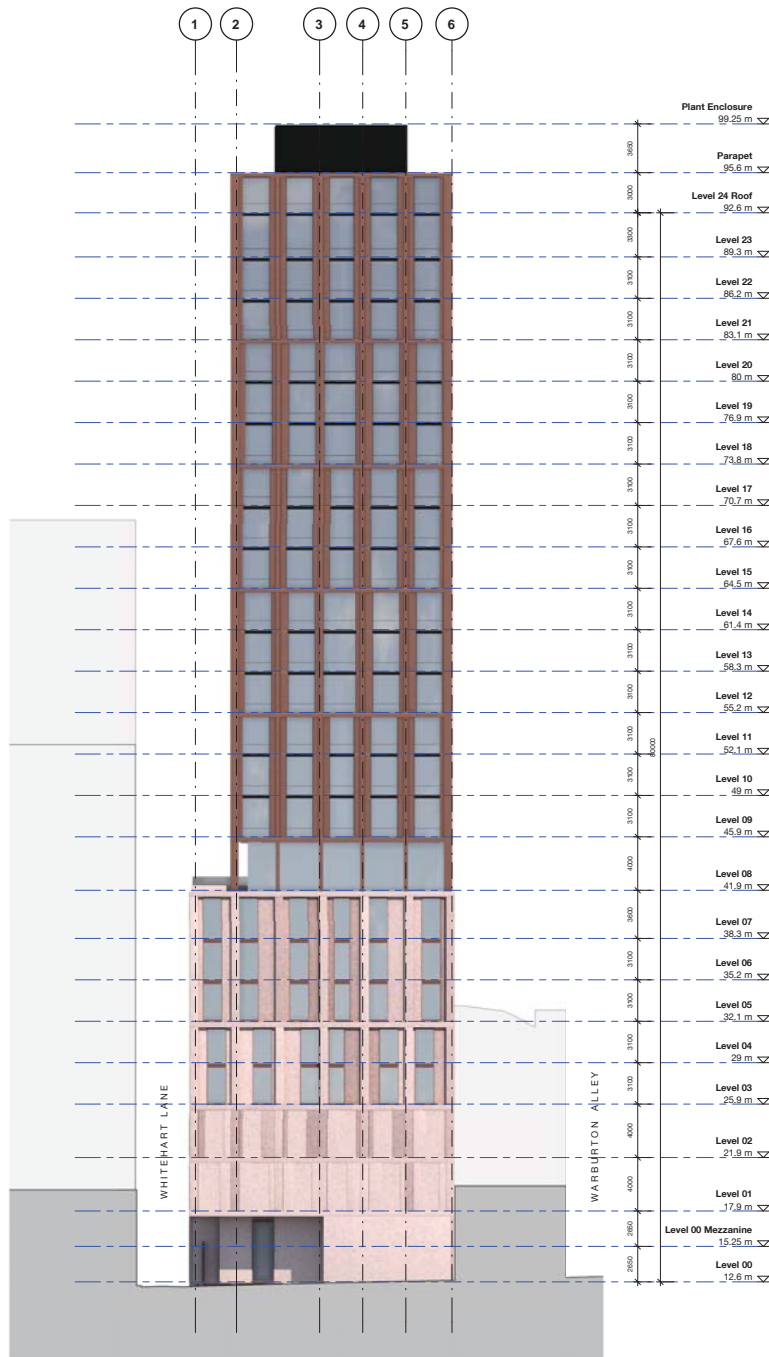 1 2 3 4 5 6
Plant Enclosure
99.25 m
3650
Parapet
95.6 m
3000
Level 24 Roof
92.6 m
3300
Level 23
89.3 m
3100
Level 22
86.2 m
3100
Level 21
83.1 m
3100
Level 20
80 m
3100
Level 19
76.9 m
3100
Level 18
73.8 m
3100
Level 17
70.7 m
3100
Level 16
67.6 m
3100
Level 15
64.5 m
3100
Level 14
61.4 m
3100
Level 13
58.3 m
3100
Level 12
55.2 m
3100
Level 11
52.1 m
80000
3100
Level 10
49 m
3100
Level 09
45.9 m
4000
Level 08
41.9 m
3600
Level 07
38.3 m
3100
Level 06
35.2 m
3100
Level 05
32.1 m
3100
Level 04
29 m
3100
Level 03
25.9 m
4000
Level 02
21.9 m
4000
Level 01
17.9 m
2650
Level 00 Mezzanine
15.25 m
2650
Level 00
12.6 m
WHITEHART LANE
WARBURTON ALLEY